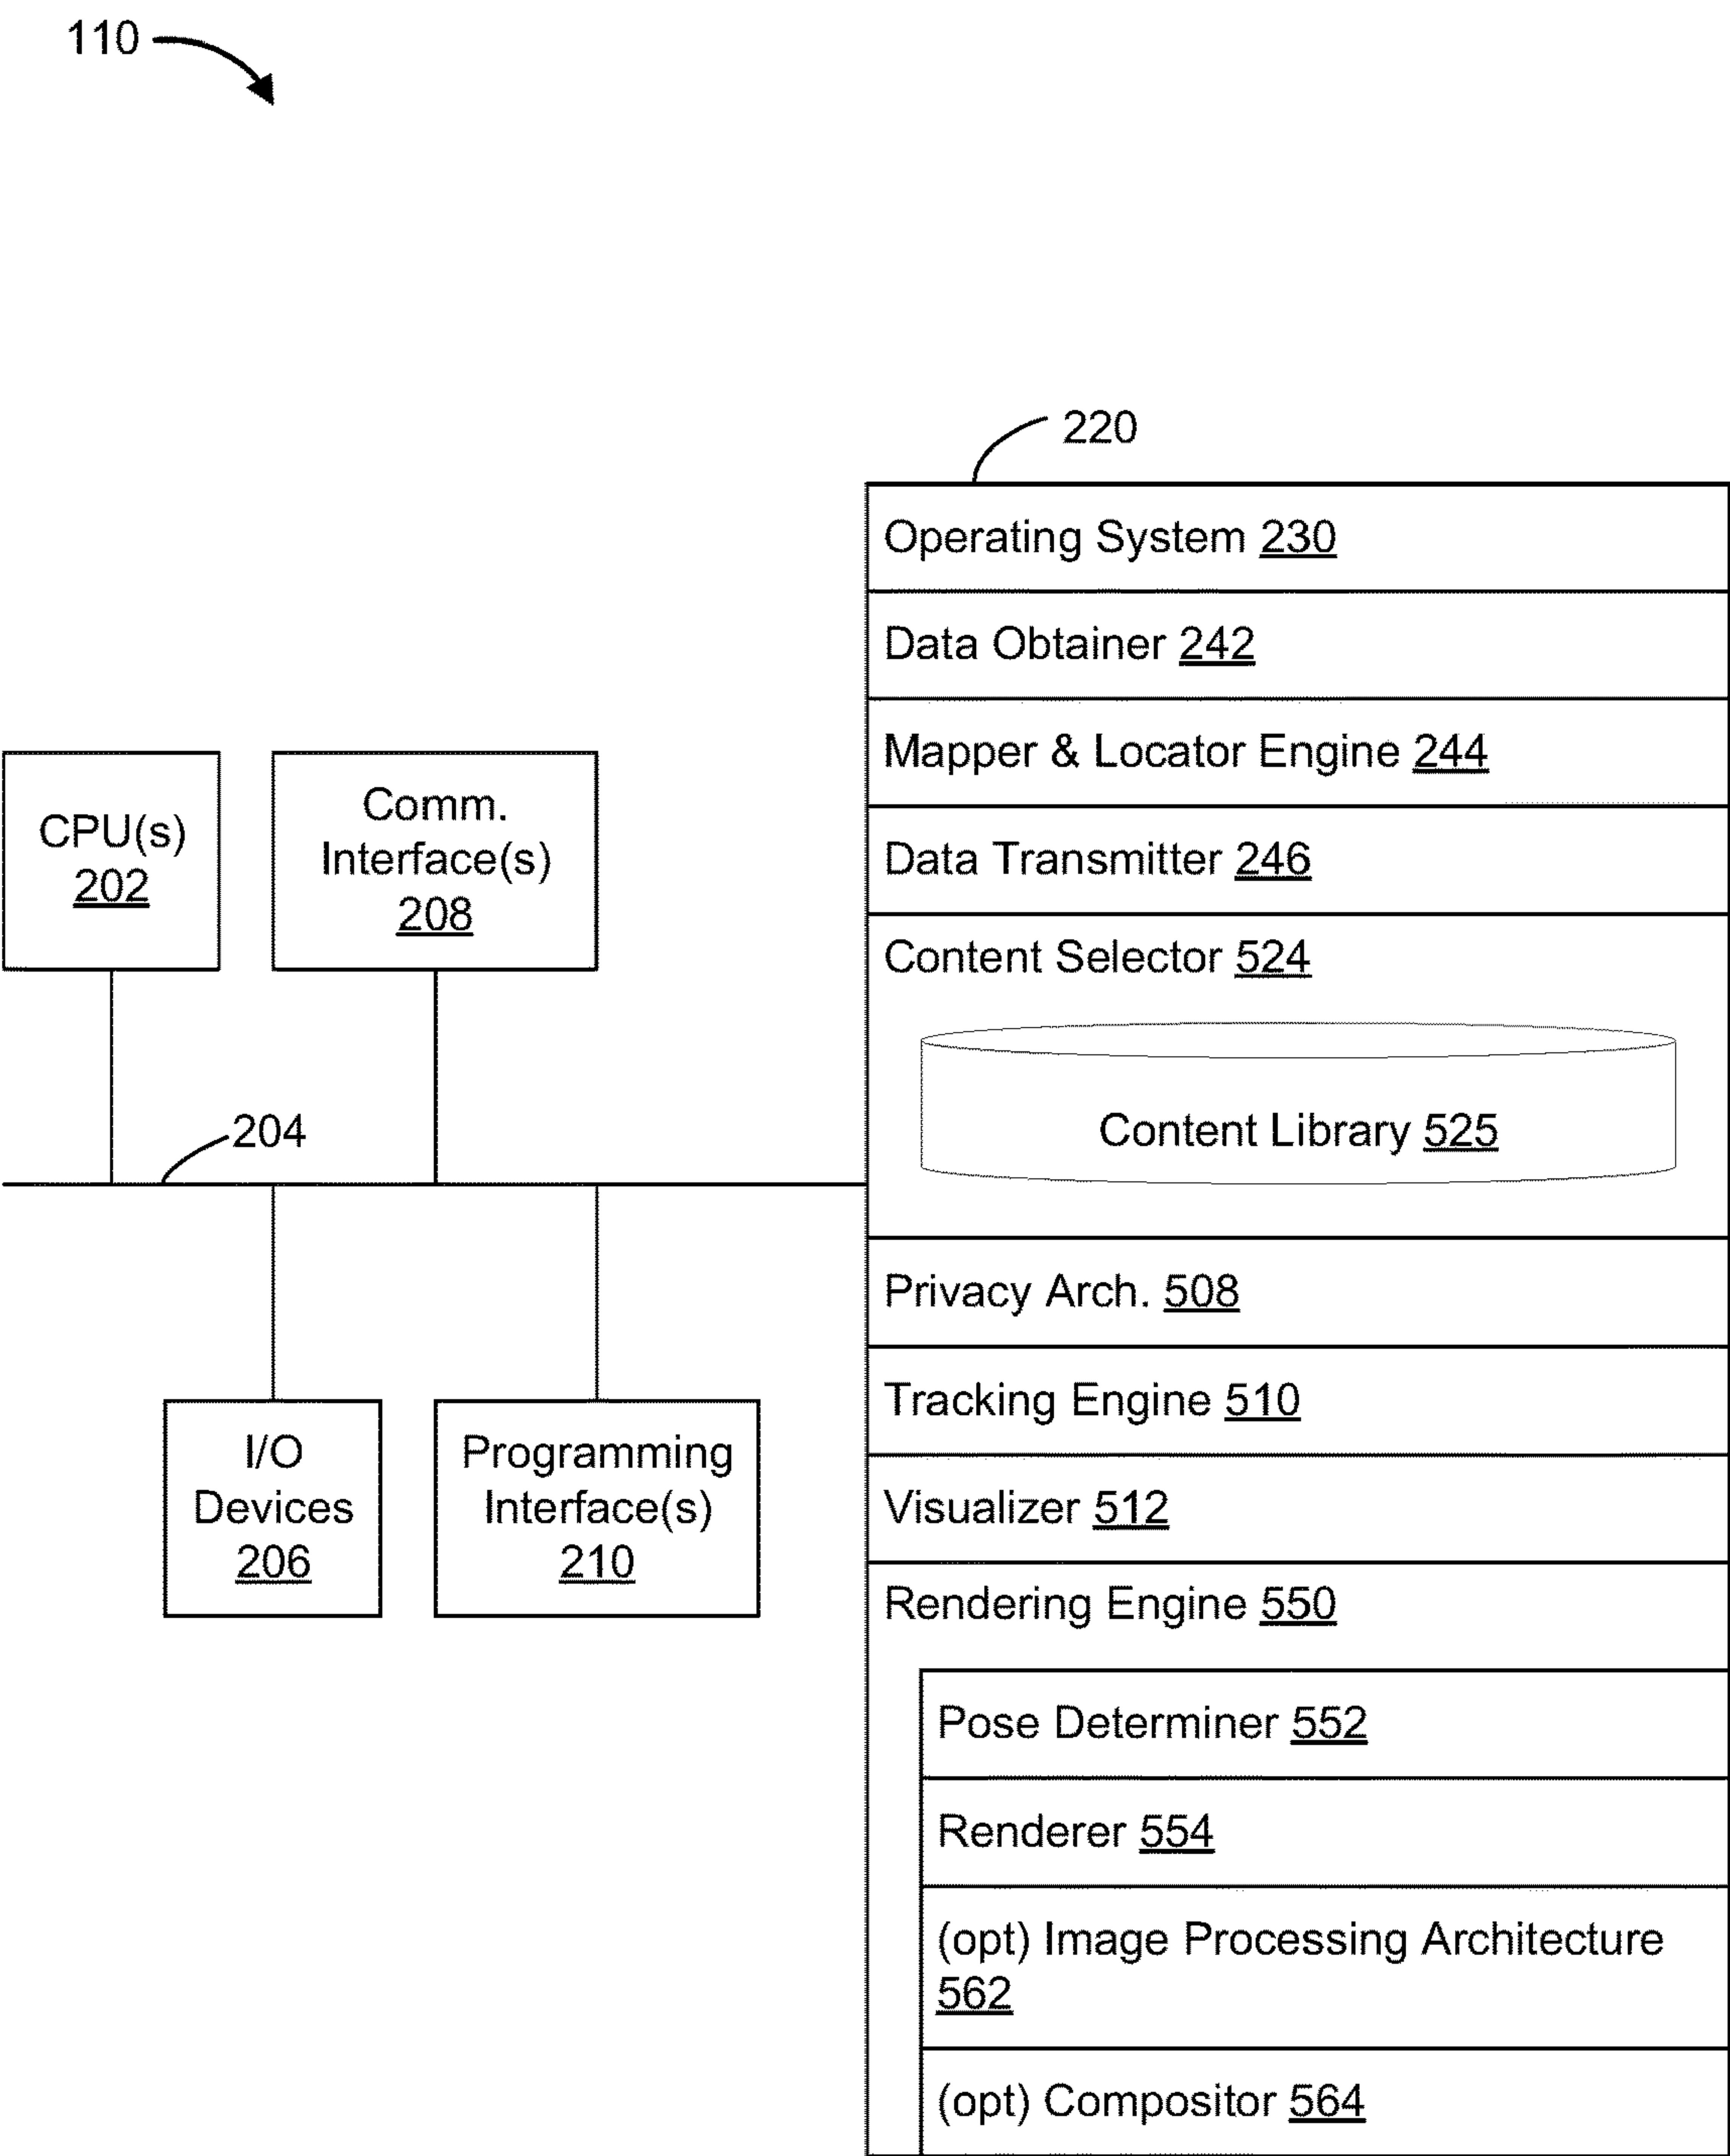 110
220
Operating System 230
Data Obtainer 242
Mapper & Locator Engine 244
Data Transmitter 246
Content Selector 524
Content Library 525
Privacy Arch. 508
Tracking Engine 510
Visualizer 512
Rendering Engine 550
Pose Determiner 552
Renderer 554
(opt) Image Processing Architecture
562
(opt) Compositor 564
CPU(s)
202
Comm.
Interface(s)
208
204
I/O
Devices
206
Programming
Interface(s)
210